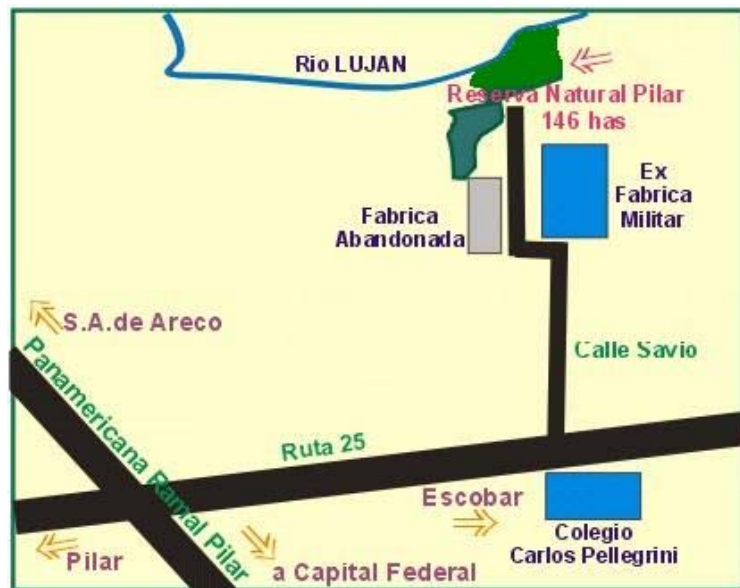 Rio LUJAN
Reserva Natural Pilar
146 has
Ex
Fabrica
Militar
Fabrica
Abandonada
S.A.de Areco
Calle Savio
Panamericana Ramal Pilar
Ruta 25
Escobar
Colegio
Carlos Pellegrini
Pilar
a Capital Federal